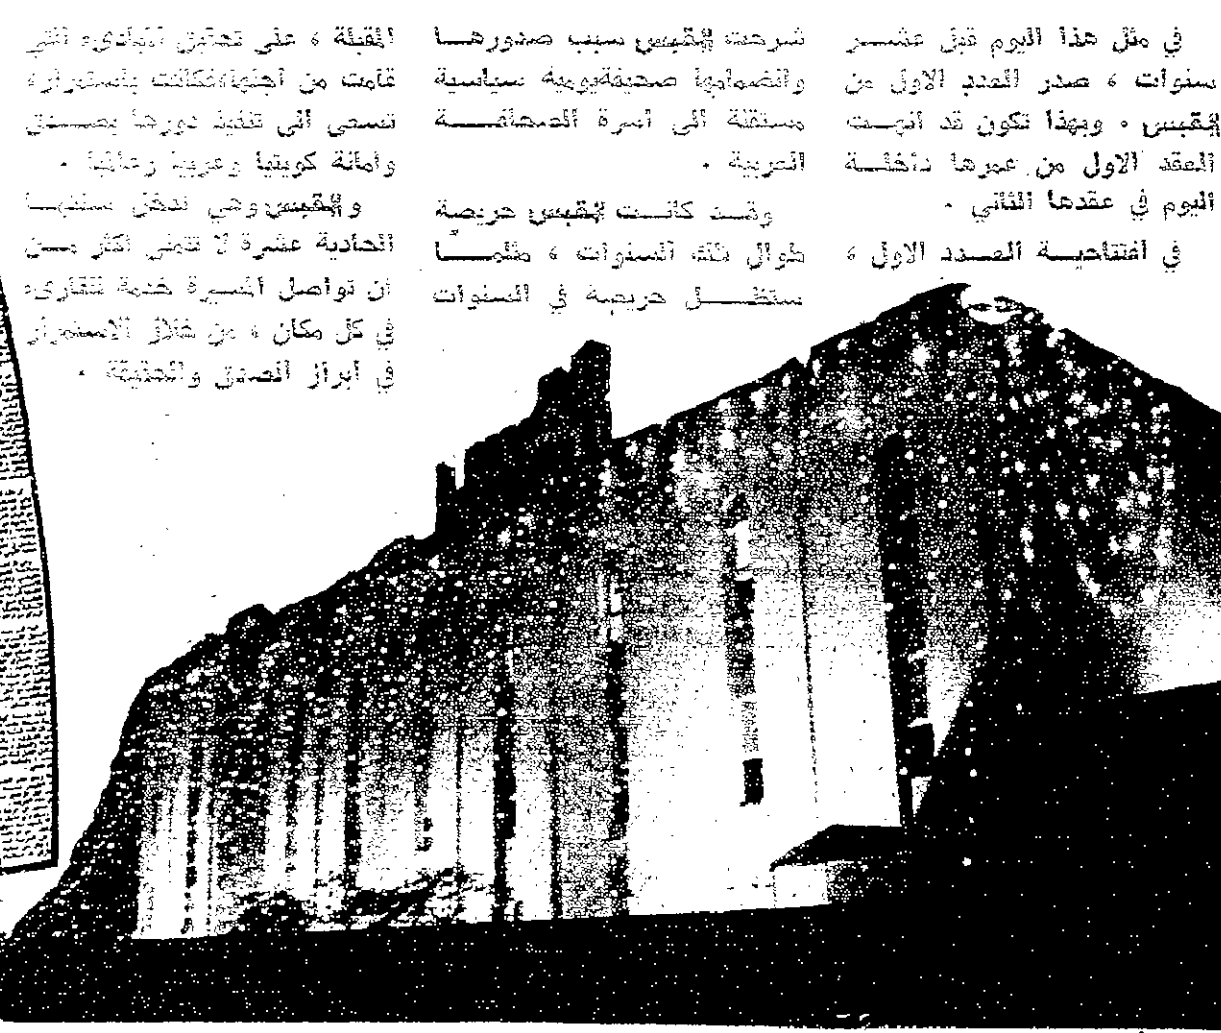 في مثل هذا اليوم قبل عشر
سنوات ، صدر العدد الاول من
القبس . وبهذا تكون قد انهت
العقد الاول من عمرها داخلة
اليوم في عقدها الثاني .
في افتتاحية العدد الاول ،
شرحت القبس سبب صدورها
وانضمامها صحيفة يومية سياسية
مستقلة الى اسرة الصحافة
العربية .
وقد كانت القبس حريصة
طوال تلك السنوات ، مثلما
ستظل حريصة في السنوات
المقبلة ، على تحقيق المبادىء التي
قامت من اجلها فكانت باستمرار
تسعى الى تنفيذ دورها بصدق
وامانة كويتيا وعربيا وعالميا .
والقبس وهي تدخل سنتها
الحادية عشرة لا تتمنى اكثر من
ان تواصل المسيرة خدمة للقارىء
في كل مكان ، من خلال الاستمرار
في ابراز الصدق والحقيقة .